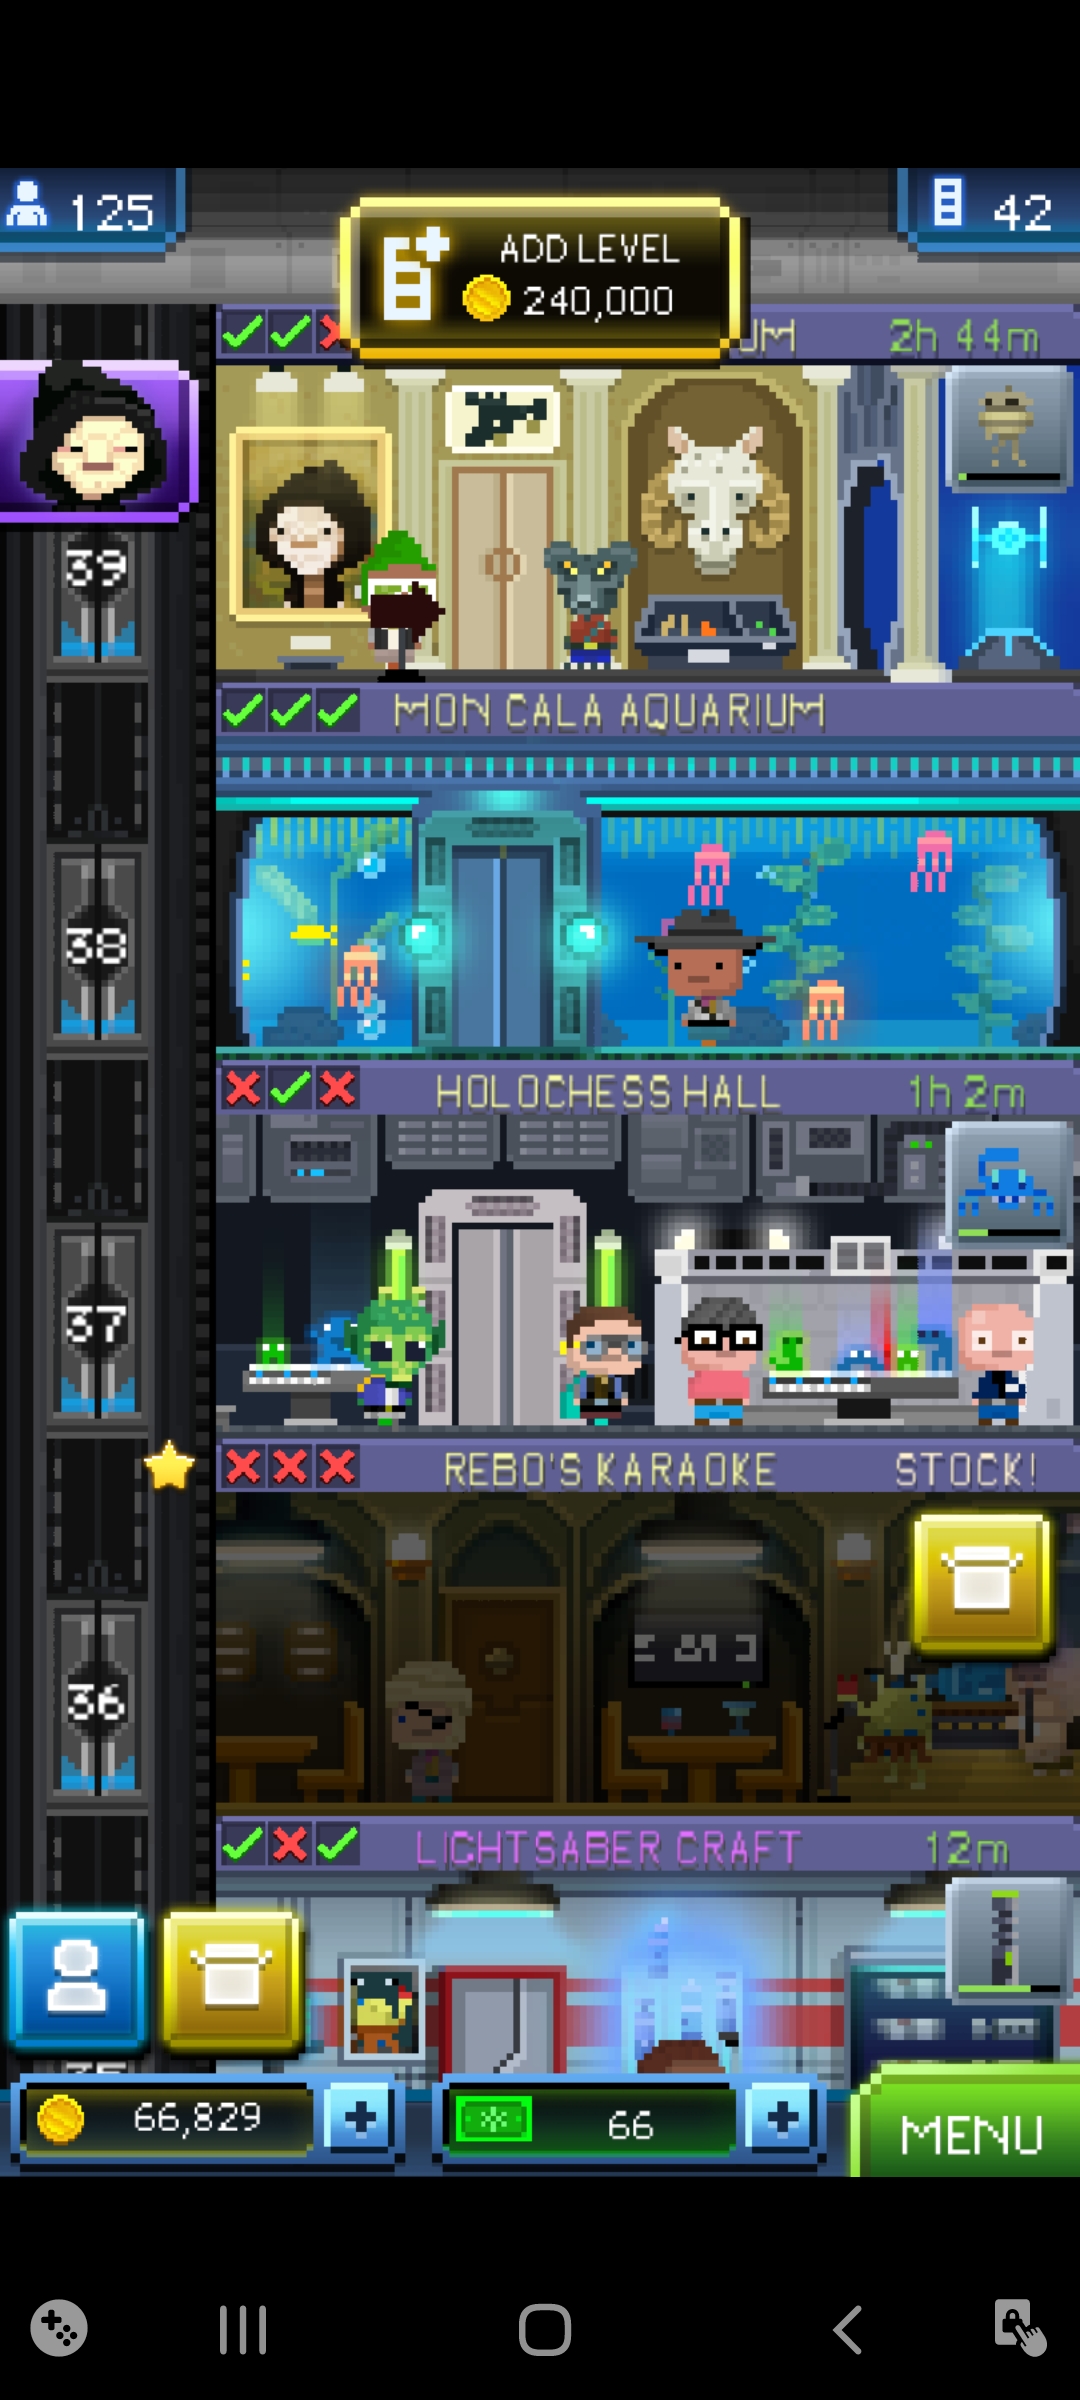 125
ADD LEVEL
240,000
42
UM 2h 44m
39
MON CALA AQUARIUM
38
HOLOCHESS HALL 1h 2m
37
REBO'S KARAOKE STOCK!
36
LIGHTSABER CRAFT 12m
66,829
66
MENU